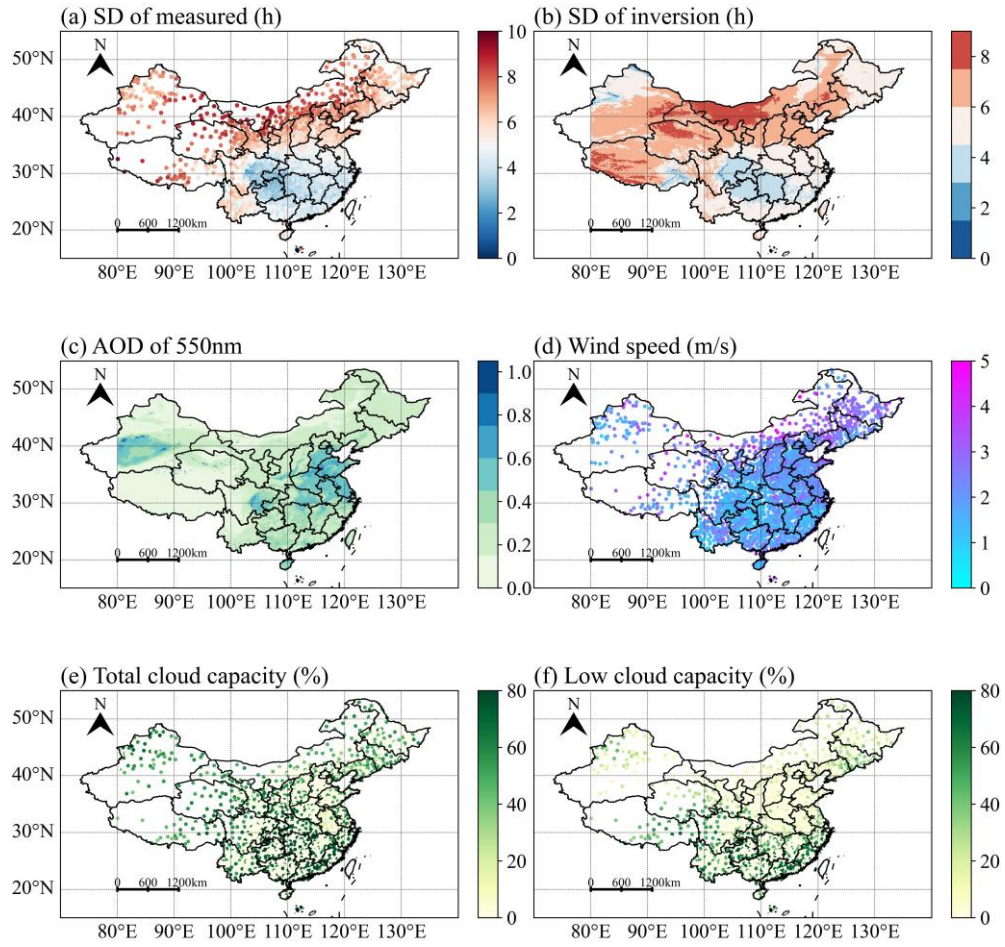 (a) SD of measured (h)
N
50°N
40°N
30°N
20°N
0 600 1200km
80°E 90°E 100°E 110°E 120°E 130°E
10
8
6
4
2
0
(b) SD of inversion (h)
N
0 600 1200km
80°E 90°E 100°E 110°E 120°E 130°E
8
6
4
2
0
(c) AOD of 550nm
N
50°N
40°N
30°N
20°N
0 600 1200km
80°E 90°E 100°E 110°E 120°E 130°E
1.0
0.8
0.6
0.4
0.2
0.0
(d) Wind speed (m/s)
N
0 600 1200km
80°E 90°E 100°E 110°E 120°E 130°E
5
4
3
2
1
0
(e) Total cloud capacity (%)
N
50°N
40°N
30°N
20°N
0 600 1200km
80°E 90°E 100°E 110°E 120°E 130°E
80
60
40
20
0
(f) Low cloud capacity (%)
N
0 600 1200km
80°E 90°E 100°E 110°E 120°E 130°E
80
60
40
20
0